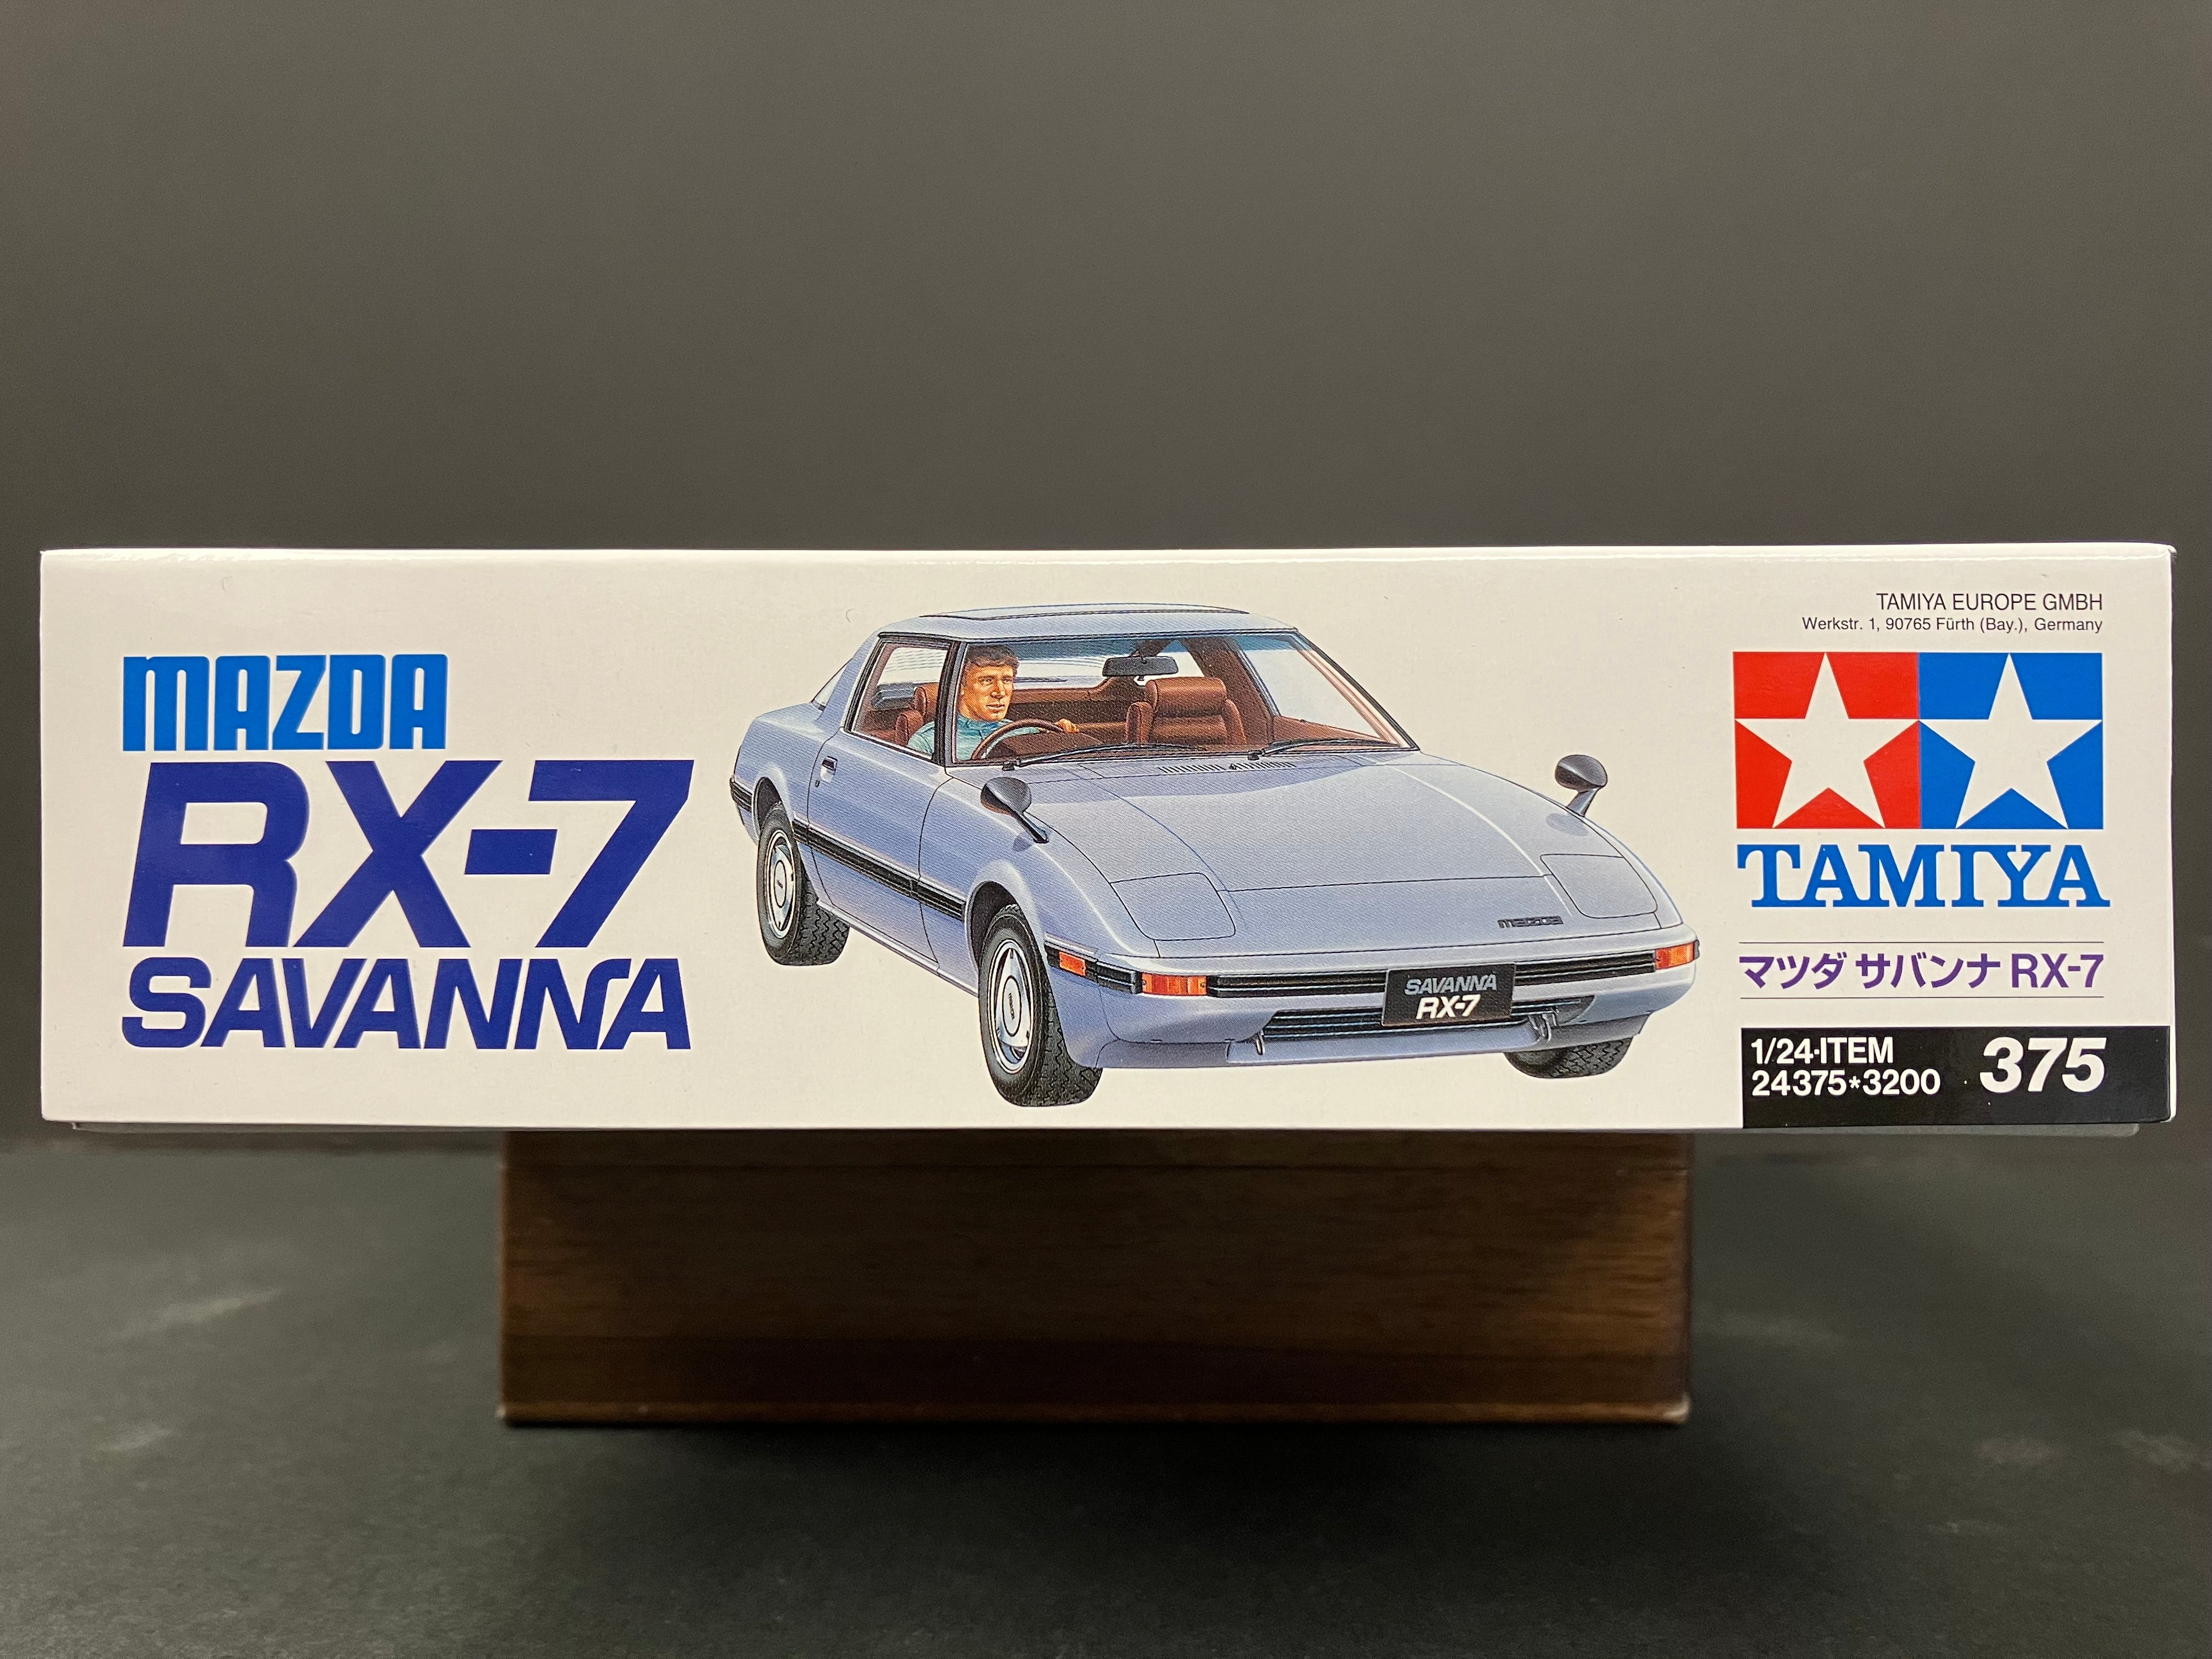 MAZDA
RX-7
SAVANNA
MAZDA
SAVANNA
RX-7
TAMIYA EUROPE GMBH
Werkstr. 1, 90765 Fürth (Bay.), Germany
TAMIYA
マツダ サバンナ RX-7
1/24·ITEM
24375*3200
375